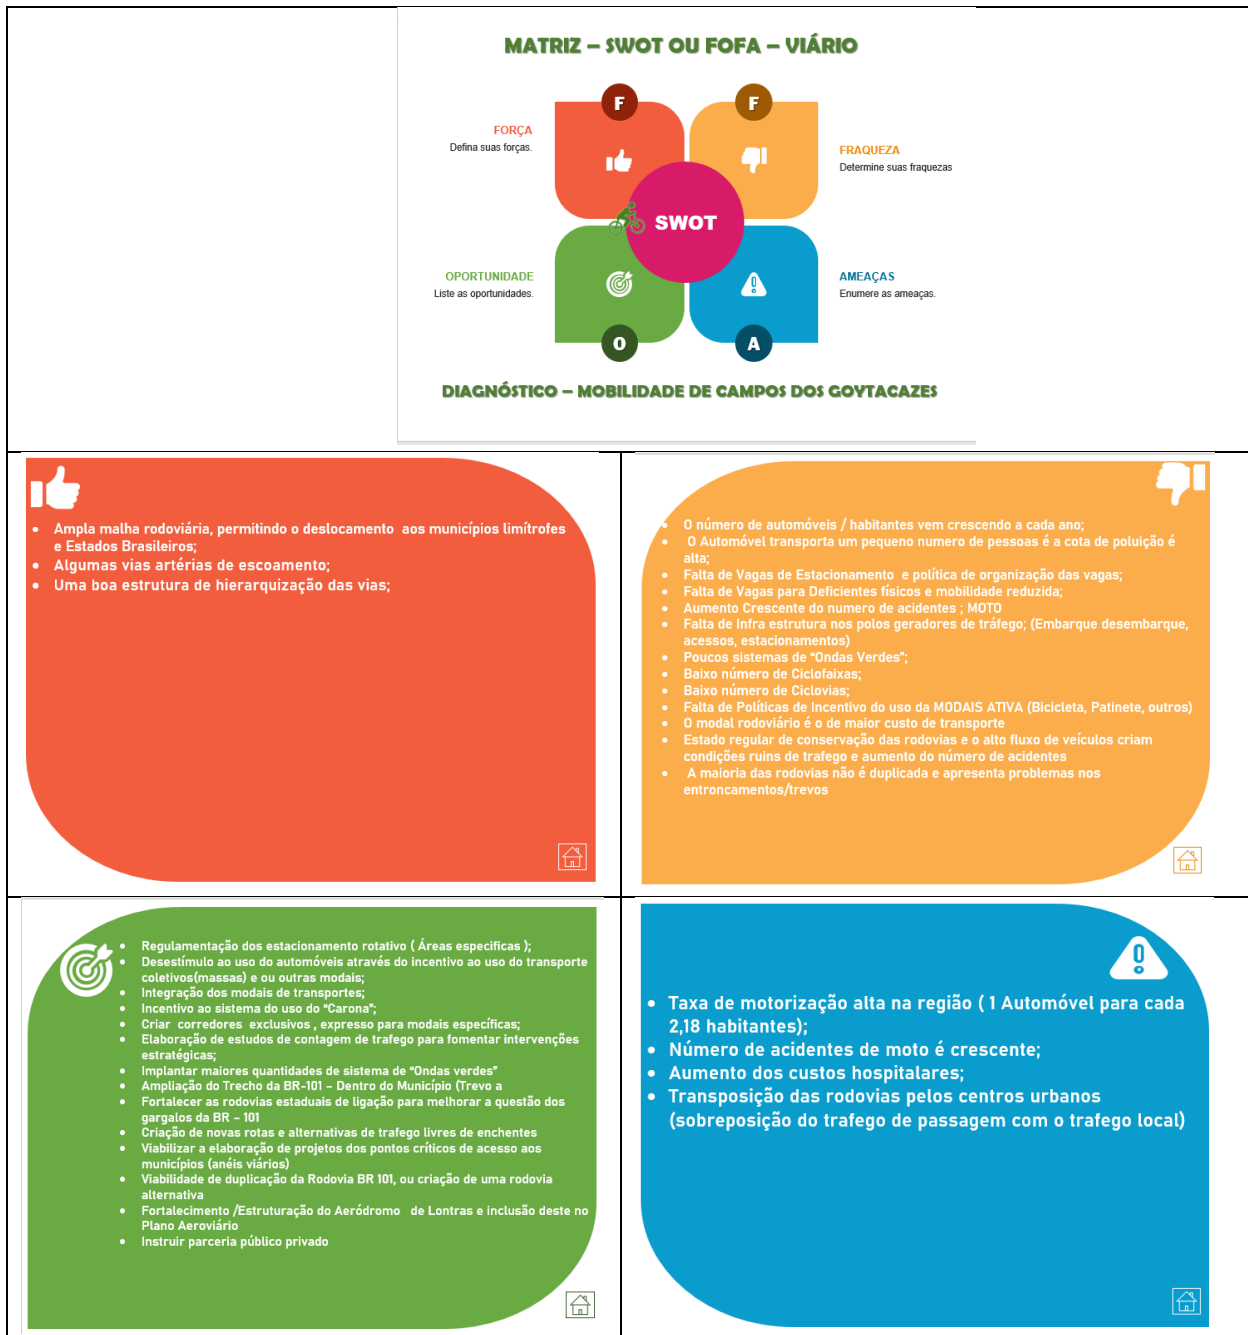 MATRIZ – SWOT OU FOFA – VIÁRIO
F
F
FORÇA
Defina suas forças.
FRAQUEZA
Determine suas fraquezas
SWOT
OPORTUNIDADE
Liste as oportunidades.
AMEAÇAS
Enumere as ameaças.
O
A
DIAGNÓSTICO – MOBILIDADE DE CAMPOS DOS GOYTACAZES
• Ampla malha rodoviária, permitindo o deslocamento aos municípios limítrofes
e Estados Brasileiros;
• Algumas vias artérias de escoamento;
• Uma boa estrutura de hierarquização das vias;
• O número de automóveis / habitantes vem crescendo a cada ano;
• O Automóvel transporta um pequeno numero de pessoas é a cota de poluição é
alta;
• Falta de Vagas de Estacionamento e política de organização das vagas;
• Falta de Vagas para Deficientes físicos e mobilidade reduzida;
• Aumento Crescente do numero de acidentes ; MOTO
• Falta de Infra estrutura nos polos geradores de tráfego; (Embarque desembarque,
acessos, estacionamentos)
• Poucos sistemas de “Ondas Verdes”;
• Baixo número de Ciclofaixas;
• Baixo número de Ciclovias;
• Falta de Políticas de Incentivo do uso da MODAIS ATIVA (Bicicleta, Patinete, outros)
• O modal rodoviário é o de maior custo de transporte
• Estado regular de conservação das rodovias e o alto fluxo de veículos criam
condições ruins de trafego e aumento do número de acidentes
• A maioria das rodovias não é duplicada e apresenta problemas nos
entroncamentos/trevos
• Regulamentação dos estacionamento rotativo ( Áreas especificas );
• Desestímulo ao uso do automóveis através do incentivo ao uso do transporte
coletivos(massas) e ou outras modais;
• Integração dos modais de transportes;
• Incentivo ao sistema do uso do “Carona”;
• Criar corredores exclusivos , expresso para modais específicas;
• Elaboração de estudos de contagem de trafego para fomentar intervenções
estratégicas;
• Implantar maiores quantidades de sistema de “Ondas verdes”
• Ampliação do Trecho da BR-101 – Dentro do Município (Trevo a
• Fortalecer as rodovias estaduais de ligação para melhorar a questão dos
gargalos da BR – 101
• Criação de novas rotas e alternativas de trafego livres de enchentes
• Viabilizar a elaboração de projetos dos pontos críticos de acesso aos
municípios (anéis viários)
• Viabilidade de duplicação da Rodovia BR 101, ou criação de uma rodovia
alternativa
• Fortalecimento /Estruturação do Aeródromo de Lontras e inclusão deste no
Plano Aeroviário
• Instruir parceria público privado
• Taxa de motorização alta na região ( 1 Automóvel para cada
2,18 habitantes);
• Número de acidentes de moto é crescente;
• Aumento dos custos hospitalares;
• Transposição das rodovias pelos centros urbanos
(sobreposição do trafego de passagem com o trafego local)